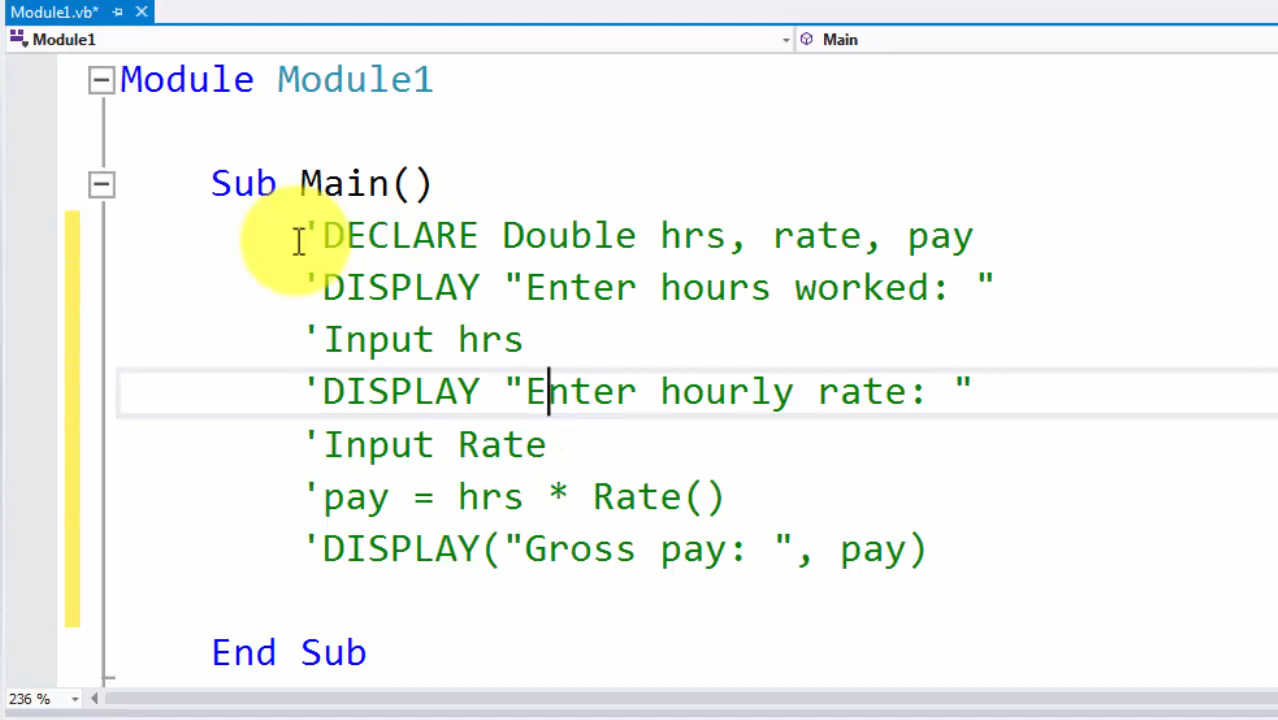 Module1.vb*
Module1 Main
Module Module1
Sub Main()
'DECLARE Double hrs, rate, pay
'DISPLAY "Enter hours worked: "
'Input hrs
'DISPLAY "Enter hourly rate: "
'Input Rate
'pay = hrs * Rate()
'DISPLAY("Gross pay: ", pay)
End Sub
236 %